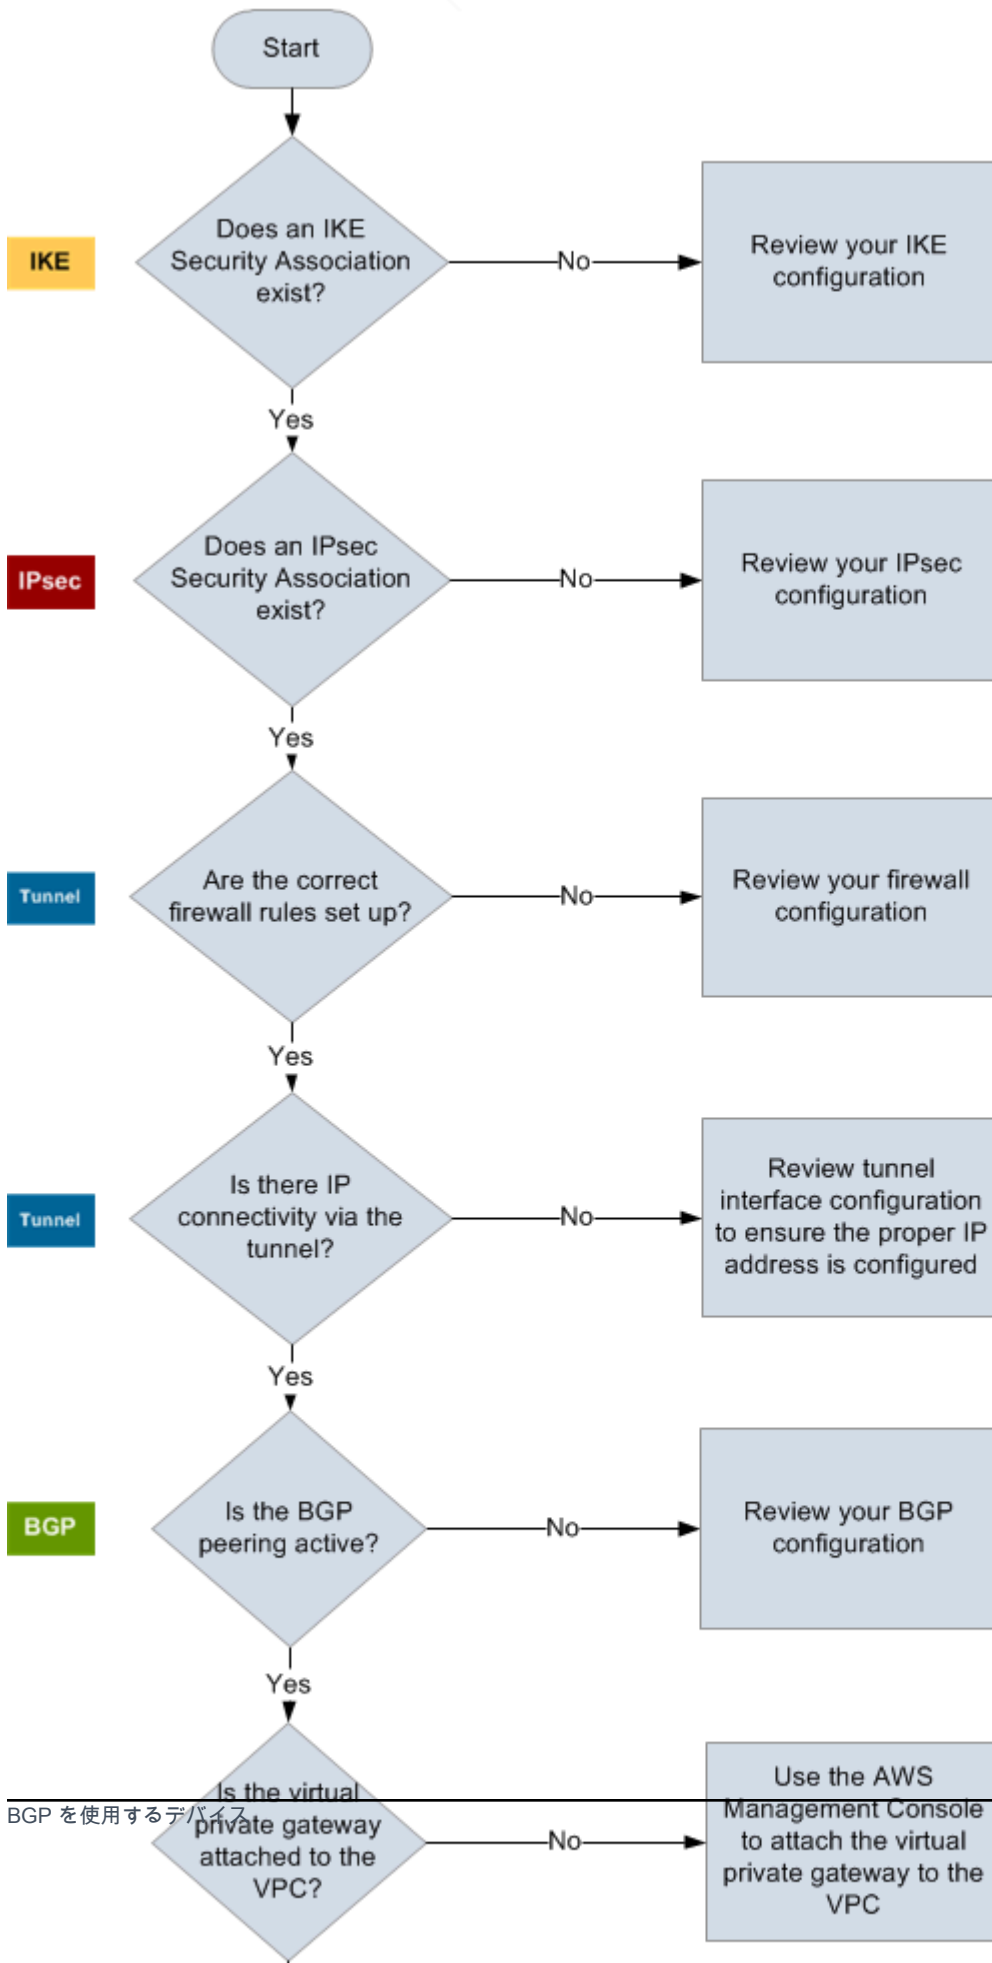 Start
IKE
Does an IKE
Security Association
exist?
No
Review your IKE
configuration
Yes
IPsec
Does an IPsec
Security Association
exist?
No
Review your IPsec
configuration
Yes
Tunnel
Are the correct
firewall rules set up?
No
Review your firewall
configuration
Yes
Tunnel
Is there IP
connectivity via the
tunnel?
No
Review tunnel
interface configuration
to ensure the proper IP
address is configured
Yes
BGP
Is the BGP
peering active?
No
Review your BGP
configuration
Yes
Is the virtual
private gateway
attached to the
VPC?
No
Use the AWS
Management Console
to attach the virtual
private gateway to the
VPC
BGP を使用するデバイス